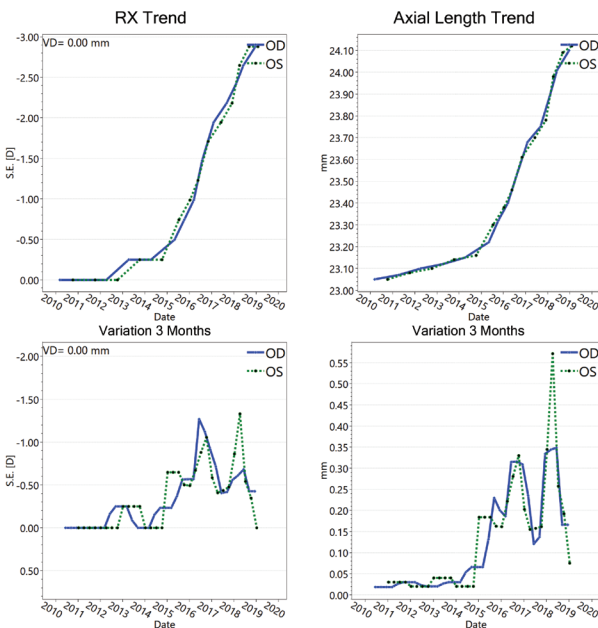 RX Trend
VD= 0.00 mm
OD
OS
-3.00
-2.50
-2.00
-1.50
-1.00
-0.50
0.00
S.E. [D]
2010 2011 2012 2013 2014 2015 2016 2017 2018 2019 2020
Date
Axial Length Trend
OD
OS
24.10
24.00
23.90
23.80
23.70
23.60
23.50
23.40
23.30
23.20
23.10
23.00
mm
2010 2011 2012 2013 2014 2015 2016 2017 2018 2019 2020
Date
Variation 3 Months
VD= 0.00 mm
OD
OS
-2.00
-1.50
-1.00
-0.50
0.00
0.50
S.E. [D]
2010 2011 2012 2013 2014 2015 2016 2017 2018 2019 2020
Date
Variation 3 Months
OD
OS
0.55
0.50
0.45
0.40
0.35
0.30
0.25
0.20
0.15
0.10
0.05
0.00
mm
2010 2011 2012 2013 2014 2015 2016 2017 2018 2019 2020
Date